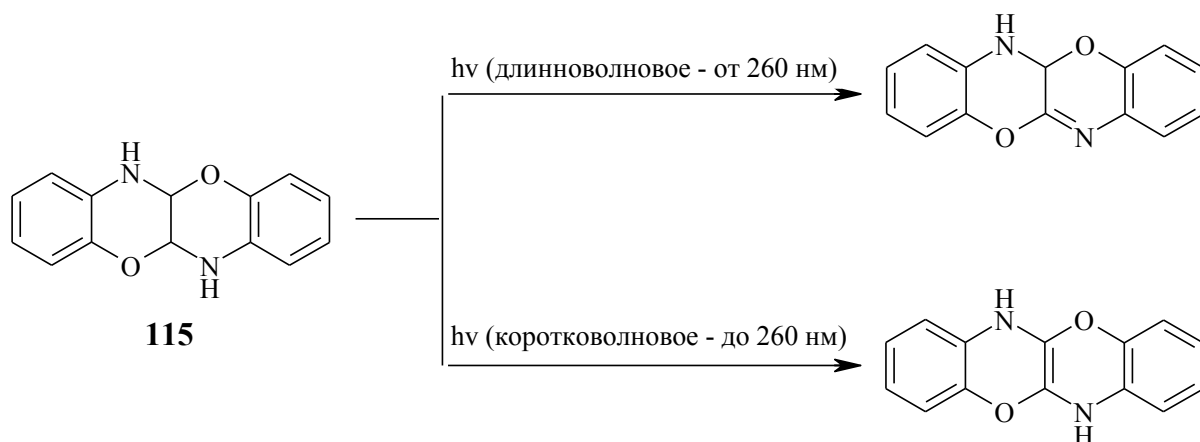 H
N
O
O
N
H
115
hν (длинноволновое - от 260 нм)
H
N
O
O
N
hν (коротковолновое - до 260 нм)
H
N
O
O
N
H